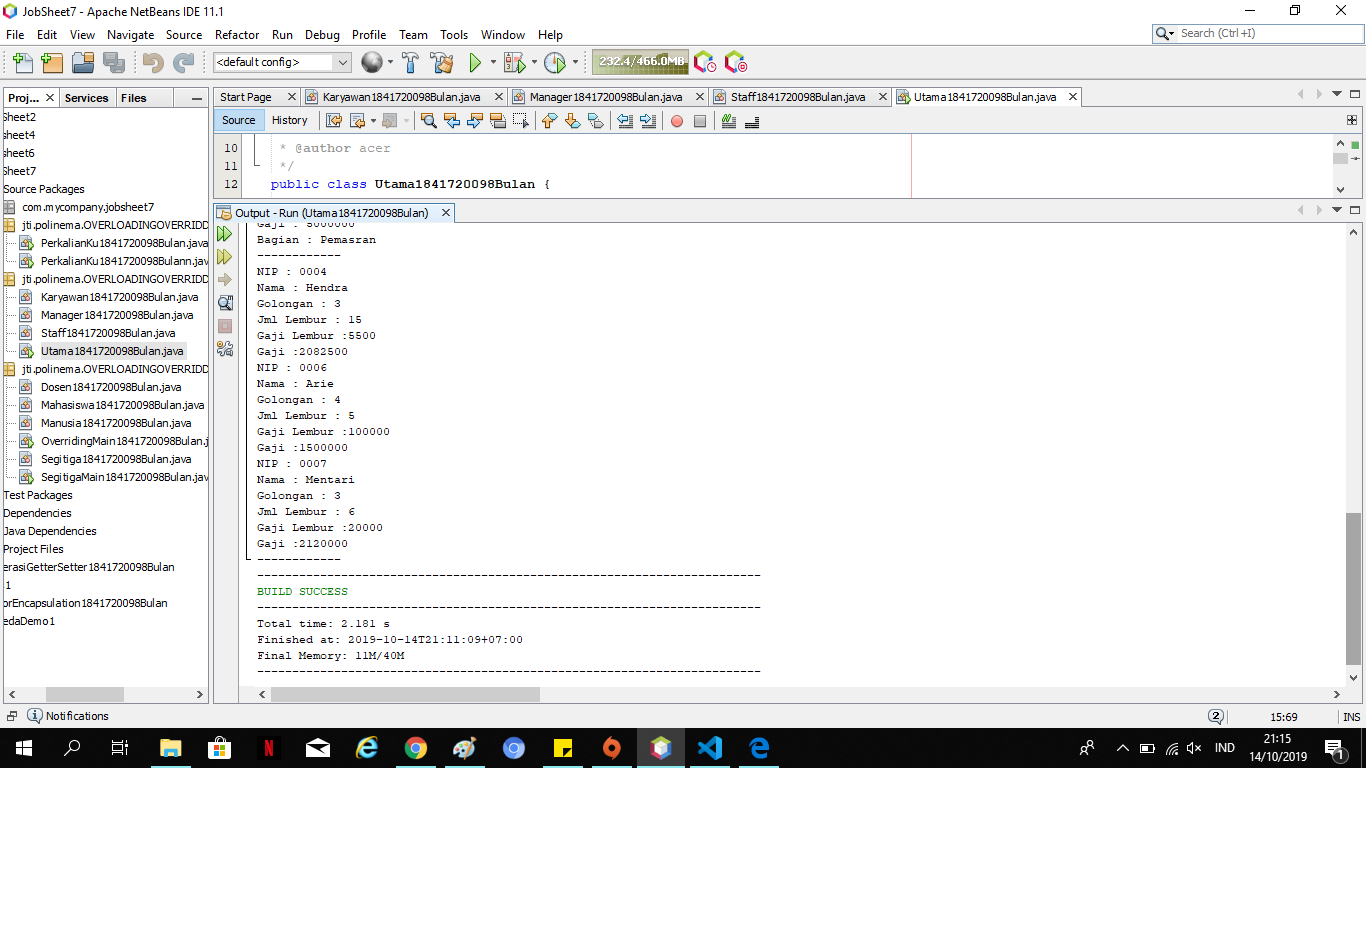 JobSheet7 - Apache NetBeans IDE 11.1
File Edit View Navigate Source Refactor Run Debug Profile Team Tools Window Help
Search (Ctrl+I)
<default config>
232.4/466.0MB
Proj... Services Files
Start Page Karyawan1841720098Bulan.java Manager1841720098Bulan.java Staff1841720098Bulan.java Utama1841720098Bulan.java
Source History
sheet2
sheet4
sheet6
Sheet7
Source Packages
com.mycompany.jobsheet7
jti.polinema.OVERLOADINGOVERRIDD
PerkalianKu1841720098Bulan.java
PerkalianKu1841720098Bulann.java
jti.polinema.OVERLOADINGOVERRIDD
Karyawan1841720098Bulan.java
Manager1841720098Bulan.java
Staff1841720098Bulan.java
Utama1841720098Bulan.java
jti.polinema.OVERLOADINGOVERRIDD
Dosen1841720098Bulan.java
Mahasiswa1841720098Bulan.java
Manusia1841720098Bulan.java
OverridingMain1841720098Bulan.j
Segitiga1841720098Bulan.java
SegitigaMain1841720098Bulan.jav
Test Packages
Dependencies
Java Dependencies
Project Files
erasiGetterSetter1841720098Bulan
1
orEncapsulation1841720098Bulan
edaDemo1
10 * @author acer
11 */
12 public class Utama1841720098Bulan {
Output - Run (Utama1841720098Bulan)
Gaji : 5000000
Bagian : Pemasran
------------
NIP : 0004
Nama : Hendra
Golongan : 3
Jml Lembur : 15
Gaji Lembur :5500
Gaji :2082500
NIP : 0006
Nama : Arie
Golongan : 4
Jml Lembur : 5
Gaji Lembur :100000
Gaji :1500000
NIP : 0007
Nama : Mentari
Golongan : 3
Jml Lembur : 6
Gaji Lembur :20000
Gaji :2120000
------------
------------------------------------------------------------------------
BUILD SUCCESS
------------------------------------------------------------------------
Total time: 2.181 s
Finished at: 2019-10-14T21:11:09+07:00
Final Memory: 11M/40M
------------------------------------------------------------------------
Notifications
2
15:69
INS
IND
21:15
14/10/2019
1